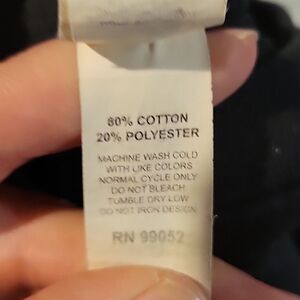 80% COTTON
20% POLYESTER
MACHINE WASH COLD
WITH LIKE COLORS
NORMAL CYCLE ONLY
DO NOT BLEACH
TUMBLE DRY LOW
DO NOT IRON DESIGN
RN 99052